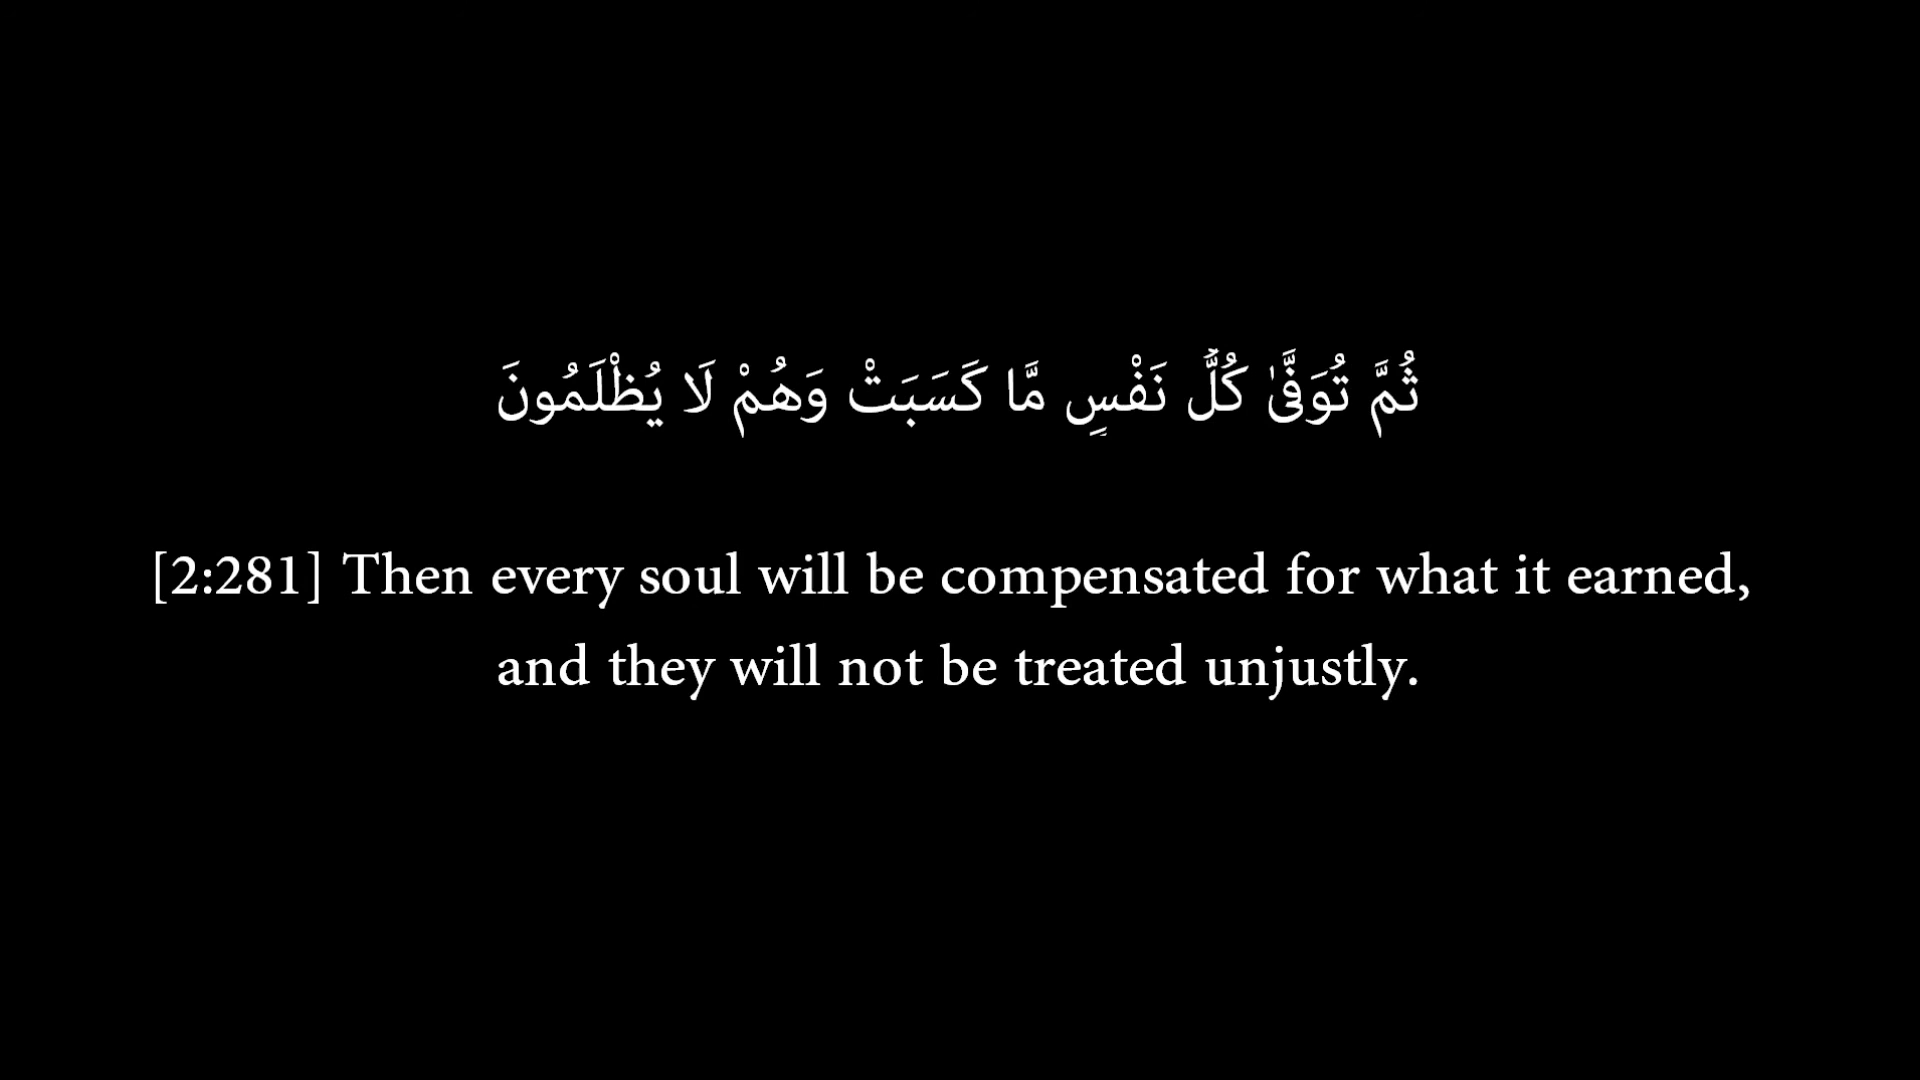 ثُمَّ تُوَفَّىٰ كُلُّ نَفْسٍ مَّا كَسَبَتْ وَهُمْ لَا يُظْلَمُونَ
[2:281] Then every soul will be compensated for what it earned,
and they will not be treated unjustly.